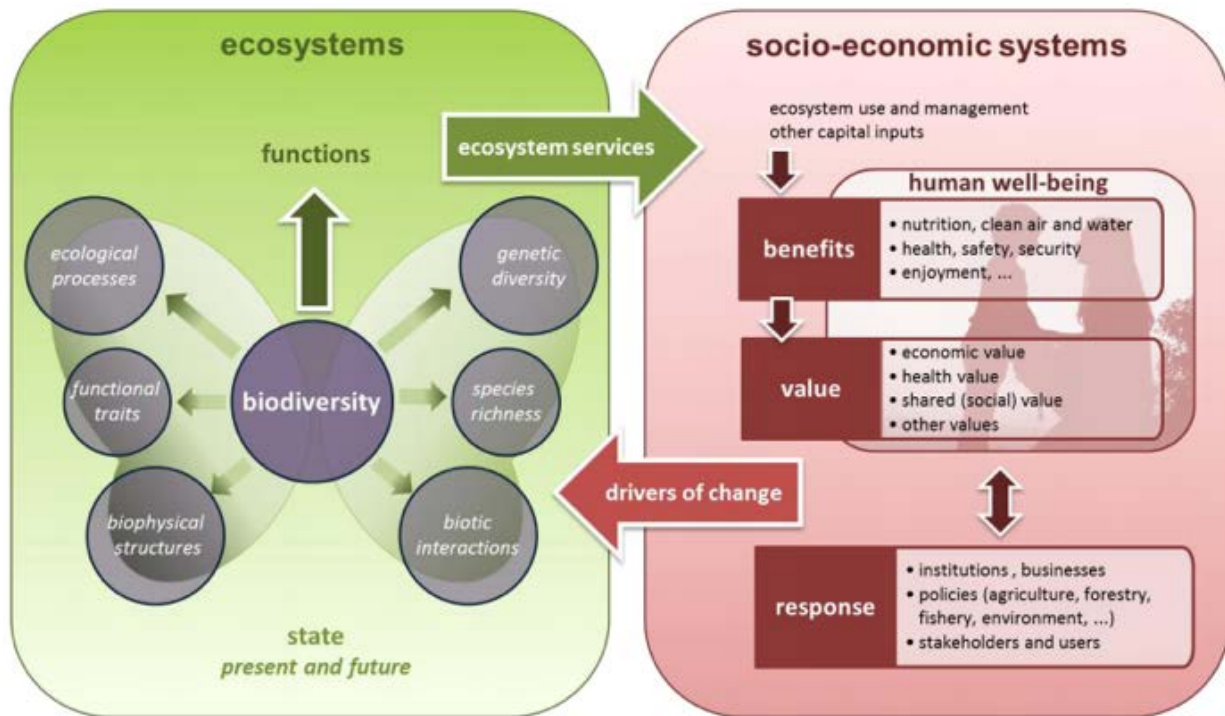 ecosystems
functions
ecological
processes
genetic
diversity
functional
traits
biodiversity
species
richness
biophysical
structures
biotic
interactions
state
present and future
ecosystem services
drivers of change
socio-economic systems
ecosystem use and management
other capital inputs
human well-being
benefits
• nutrition, clean air and water
• health, safety, security
• enjoyment, ...
value
• economic value
• health value
• shared (social) value
• other values
response
• institutions , businesses
• policies (agriculture, forestry,
fishery, environment, ...)
• stakeholders and users